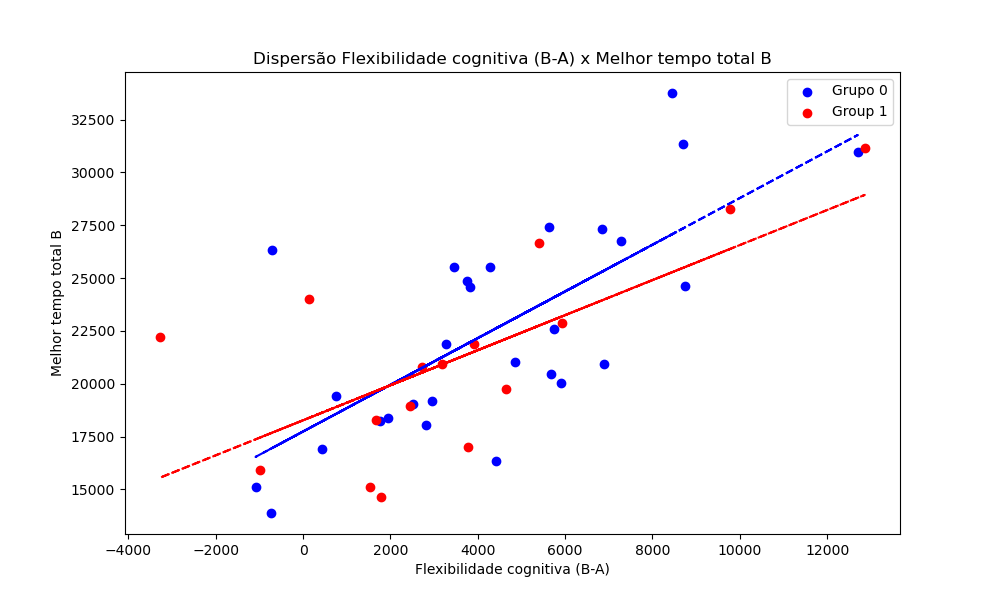 Dispersão Flexibilidade cognitiva (B-A) x Melhor tempo total B
Grupo 0
Group 1
Melhor tempo total B
32500
30000
27500
25000
22500
20000
17500
15000
−4000 −2000 0 2000 4000 6000 8000 10000 12000
Flexibilidade cognitiva (B-A)